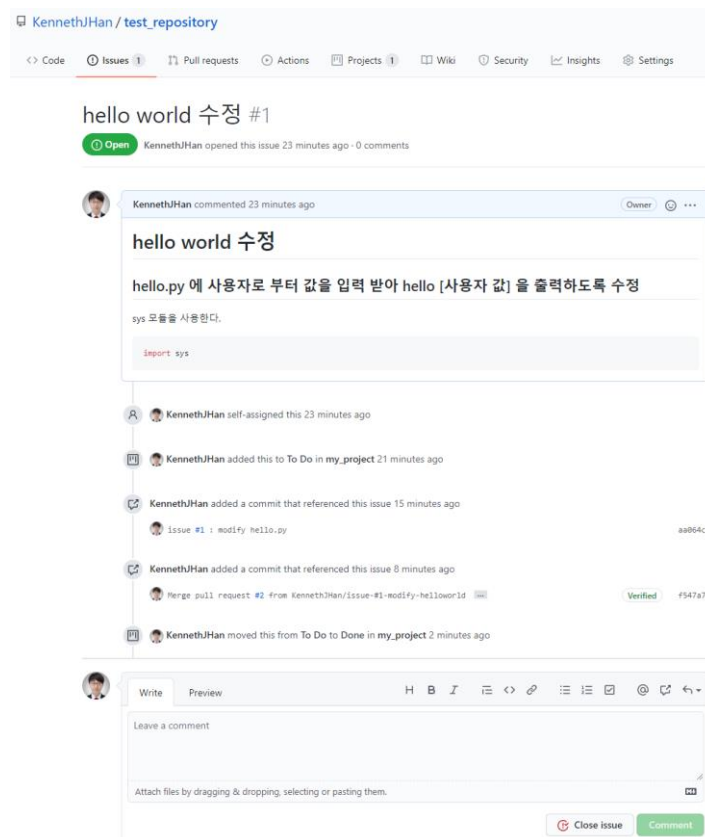 KennethJHan / test_repository
Code Issues 1 Pull requests Actions Projects 1 Wiki Security Insights Settings
hello world 수정 #1
Open KennethJHan opened this issue 23 minutes ago · 0 comments
KennethJHan commented 23 minutes ago Owner
hello world 수정
hello.py 에 사용자로 부터 값을 입력 받아 hello [사용자 값] 을 출력하도록 수정
sys 모듈을 사용한다.
import sys
KennethJHan self-assigned this 23 minutes ago
KennethJHan added this to To Do in my_project 21 minutes ago
KennethJHan added a commit that referenced this issue 15 minutes ago
issue #1 : modify hello.py aa064c
KennethJHan added a commit that referenced this issue 8 minutes ago
Merge pull request #2 from KennethJHan/issue-#1-modify-helloworld … Verified f547a7
KennethJHan moved this from To Do to Done in my_project 2 minutes ago
Write Preview H B I
Leave a comment
Attach files by dragging & dropping, selecting or pasting them.
Close issue Comment